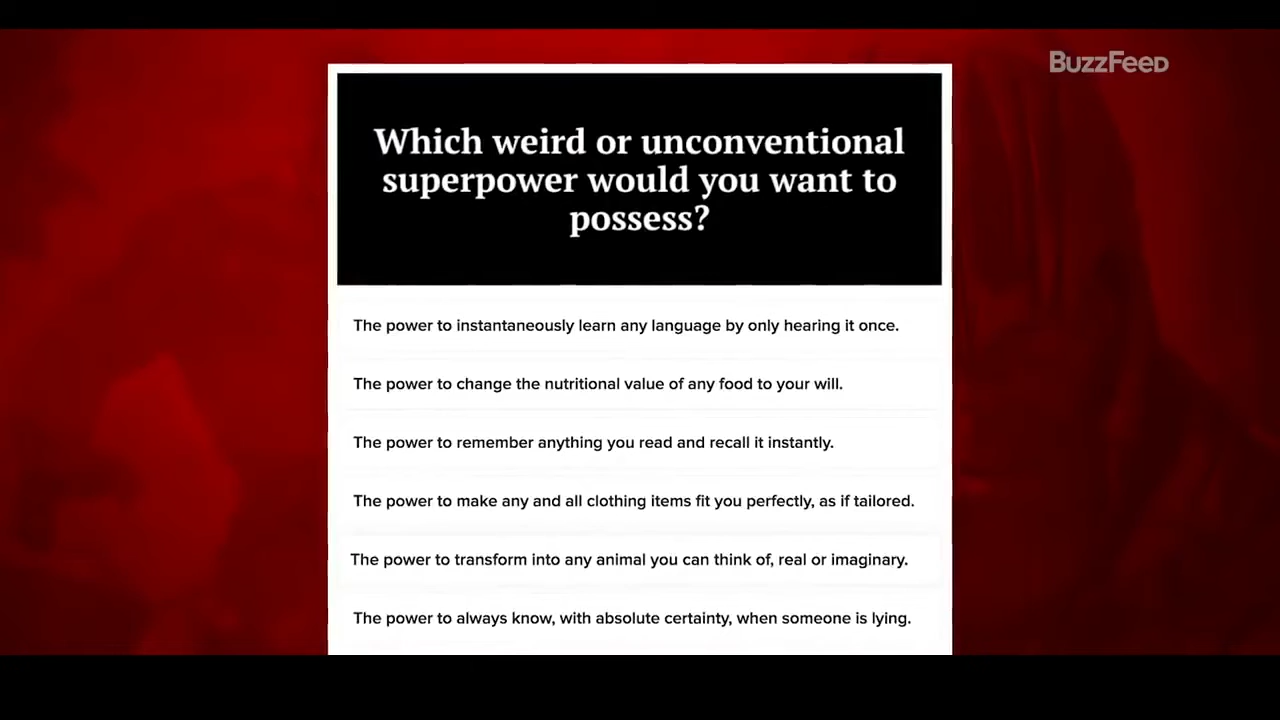 BuzzFeed
Which weird or unconventional
superpower would you want to
possess?
The power to instantaneously learn any language by only hearing it once.
The power to change the nutritional value of any food to your will.
The power to remember anything you read and recall it instantly.
The power to make any and all clothing items fit you perfectly, as if tailored.
The power to transform into any animal you can think of, real or imaginary.
The power to always know, with absolute certainty, when someone is lying.